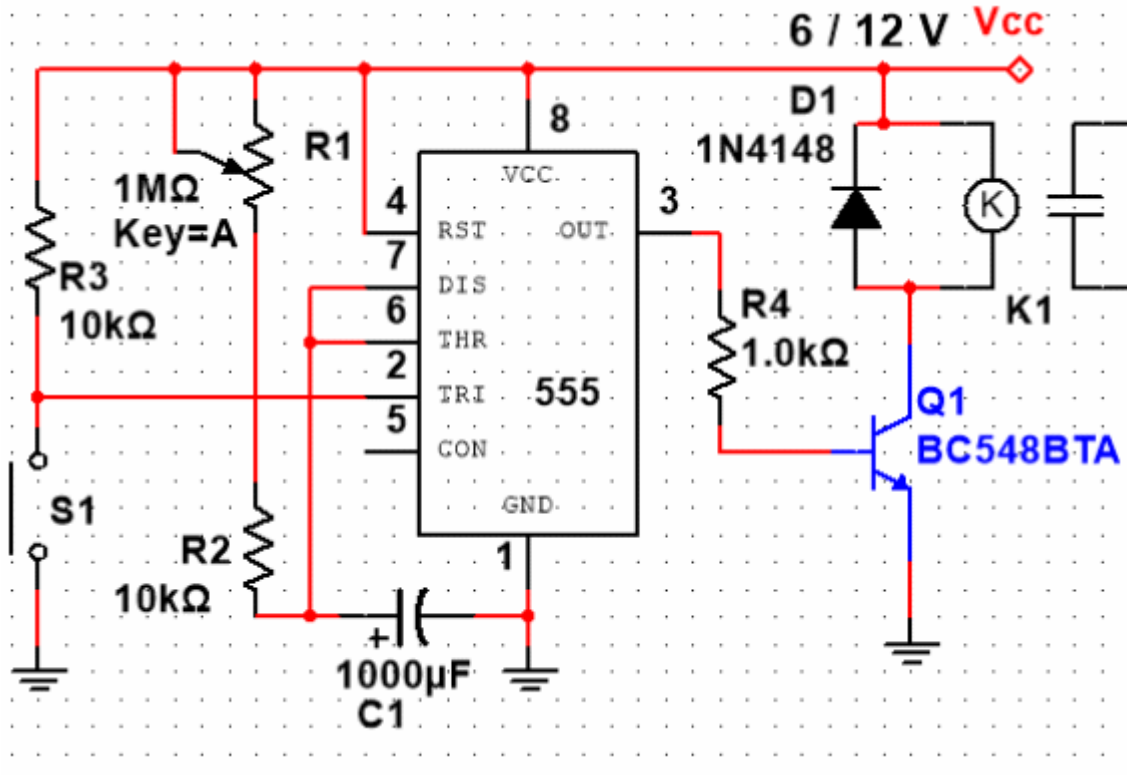 6 / 12 V Vcc
D1
1N4148
8
R1
VCC
1MΩ
Key=A
4
RST
OUT
3
K
7
DIS
R3
10kΩ
6
THR
R4
1.0kΩ
K1
2
TRI
555
5
CON
Q1
BC548BTA
S1
GND
R2
10kΩ
1
+
1000µF
C1